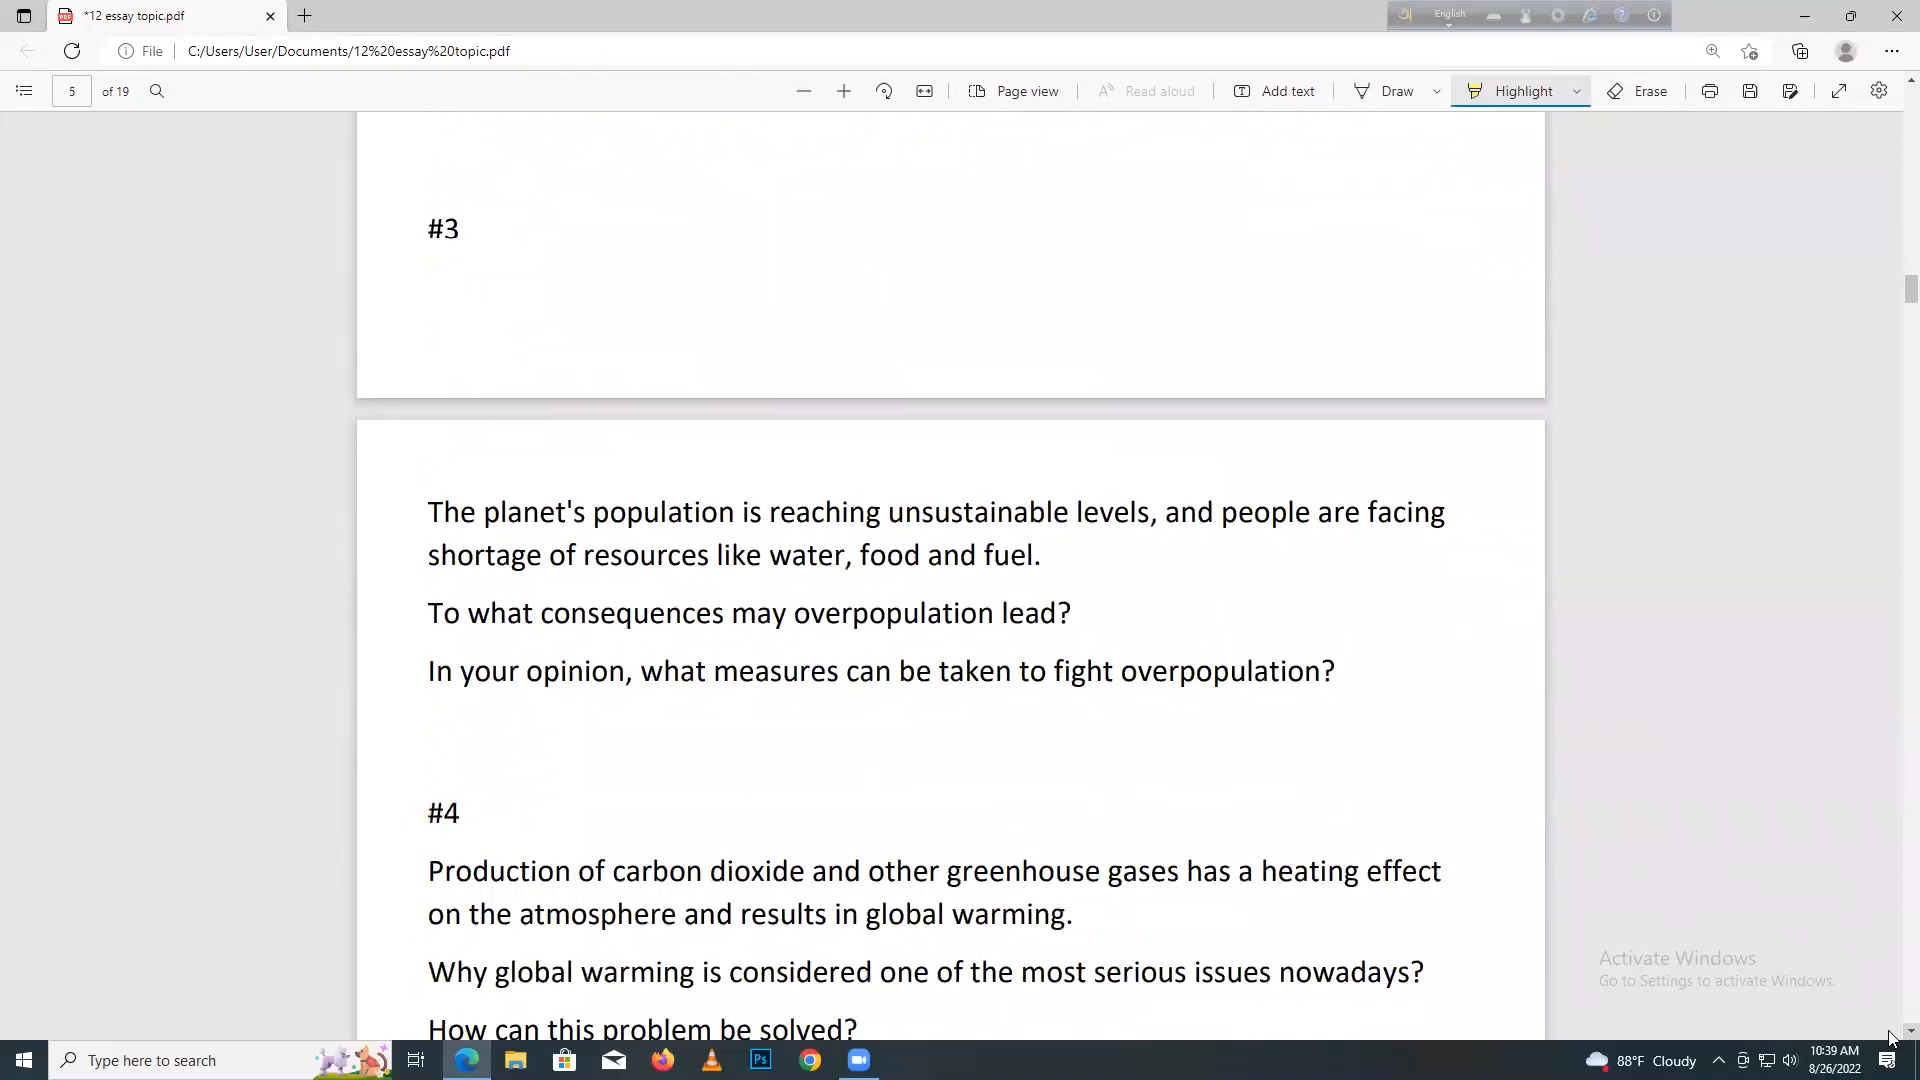 *12 essay topic.pdf
English
File
C:/Users/User/Documents/12%20essay%20topic.pdf
5 of 19
Page view
Read aloud
Add text
Draw
Highlight
Erase
#3
The planet's population is reaching unsustainable levels, and people are facing
shortage of resources like water, food and fuel.
To what consequences may overpopulation lead?
In your opinion, what measures can be taken to fight overpopulation?
#4
Production of carbon dioxide and other greenhouse gases has a heating effect
on the atmosphere and results in global warming.
Why global warming is considered one of the most serious issues nowadays?
How can this problem be solved?
Activate Windows
Go to Settings to activate Windows.
Type here to search
Ps
88°F Cloudy
10:39 AM
8/26/2022